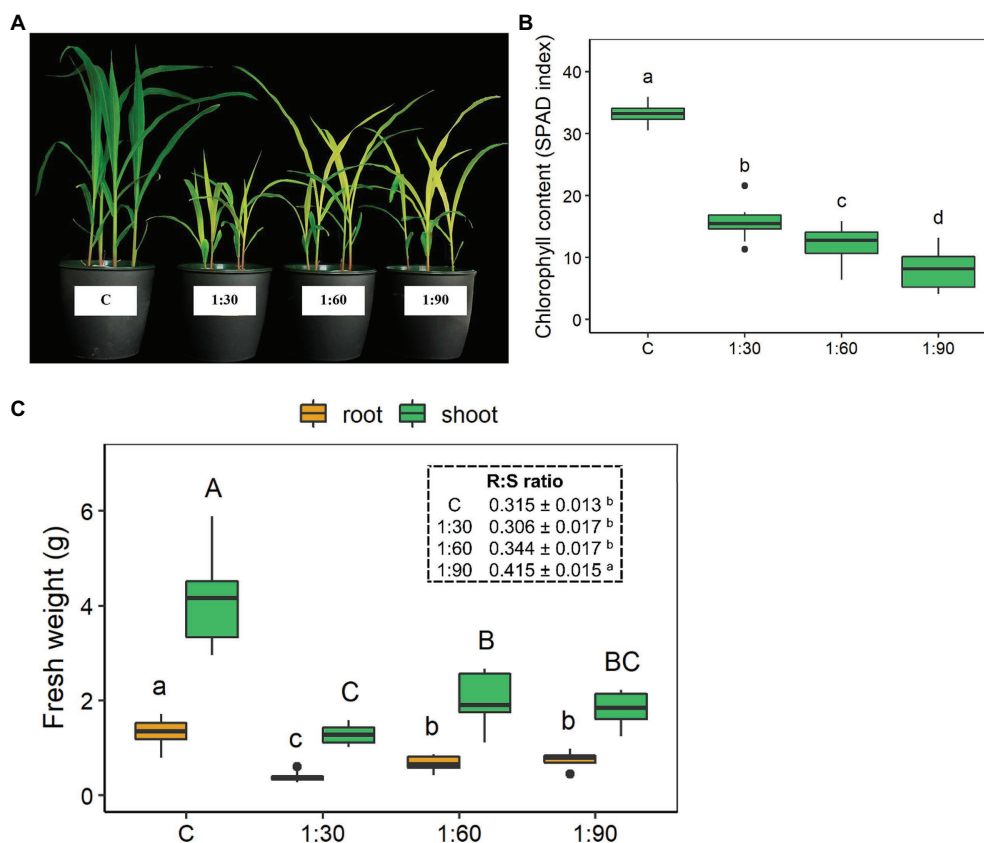 A
C
1:30
1:60
1:90
B
Chlorophyll content (SPAD index)
40
30
20
10
0
a
b
c
d
C
1:30
1:60
1:90
C
root
shoot
Fresh weight (g)
6
4
2
0
R:S ratio
C 0.315 ± 0.013 b
1:30 0.306 ± 0.017 b
1:60 0.344 ± 0.017 b
1:90 0.415 ± 0.015 a
a
A
c
C
b
B
b
BC
C
1:30
1:60
1:90